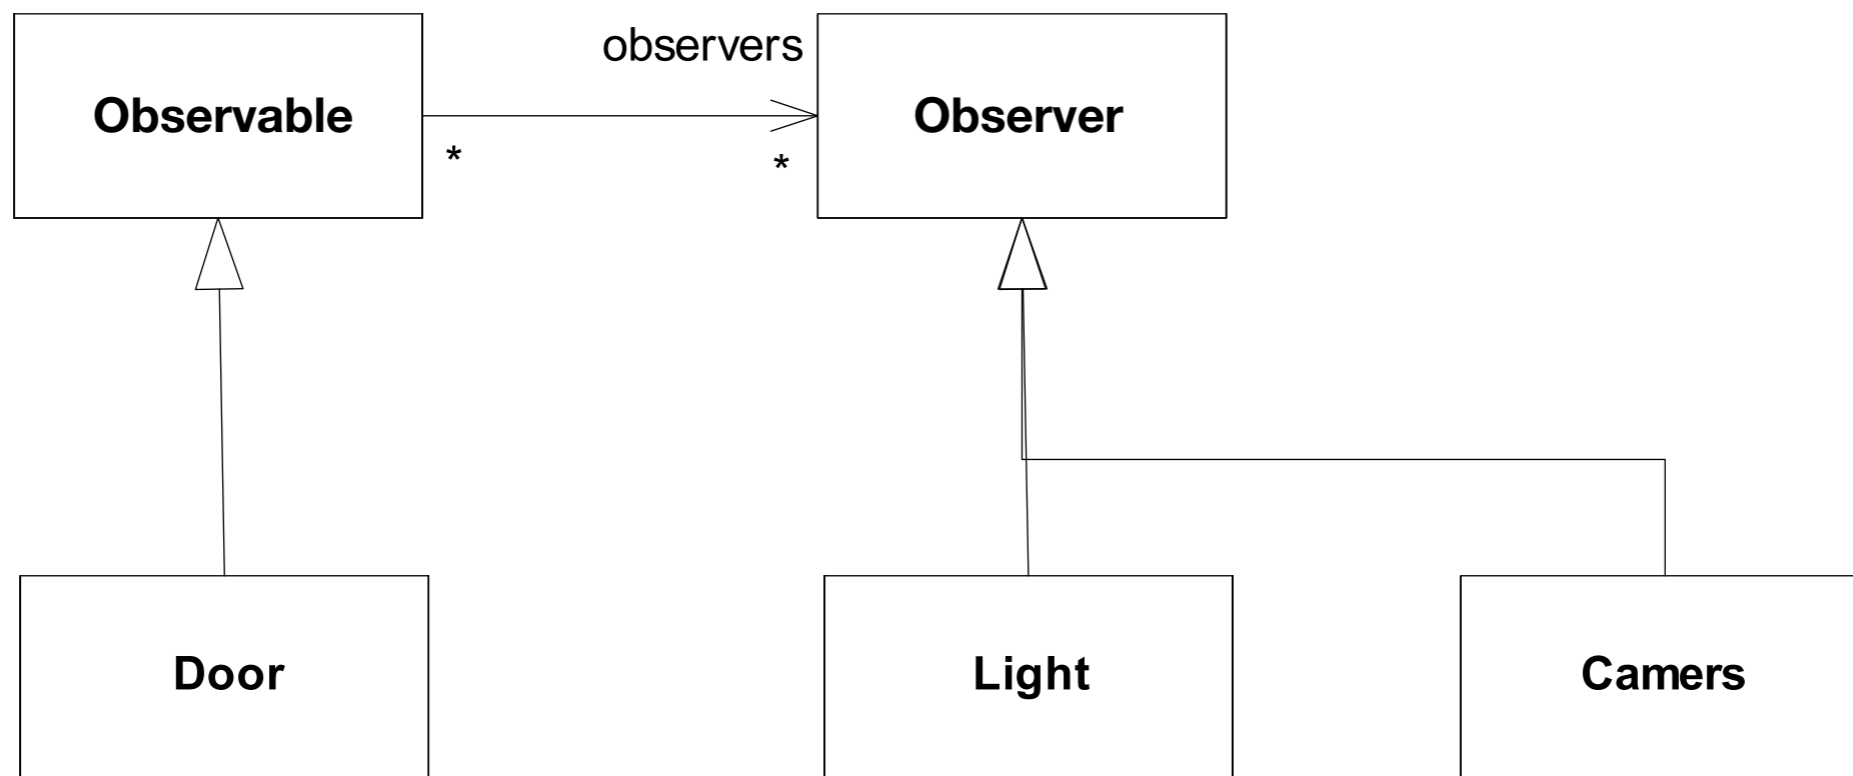 observers
Observable
Observer
*
*
Door
Light
Camers